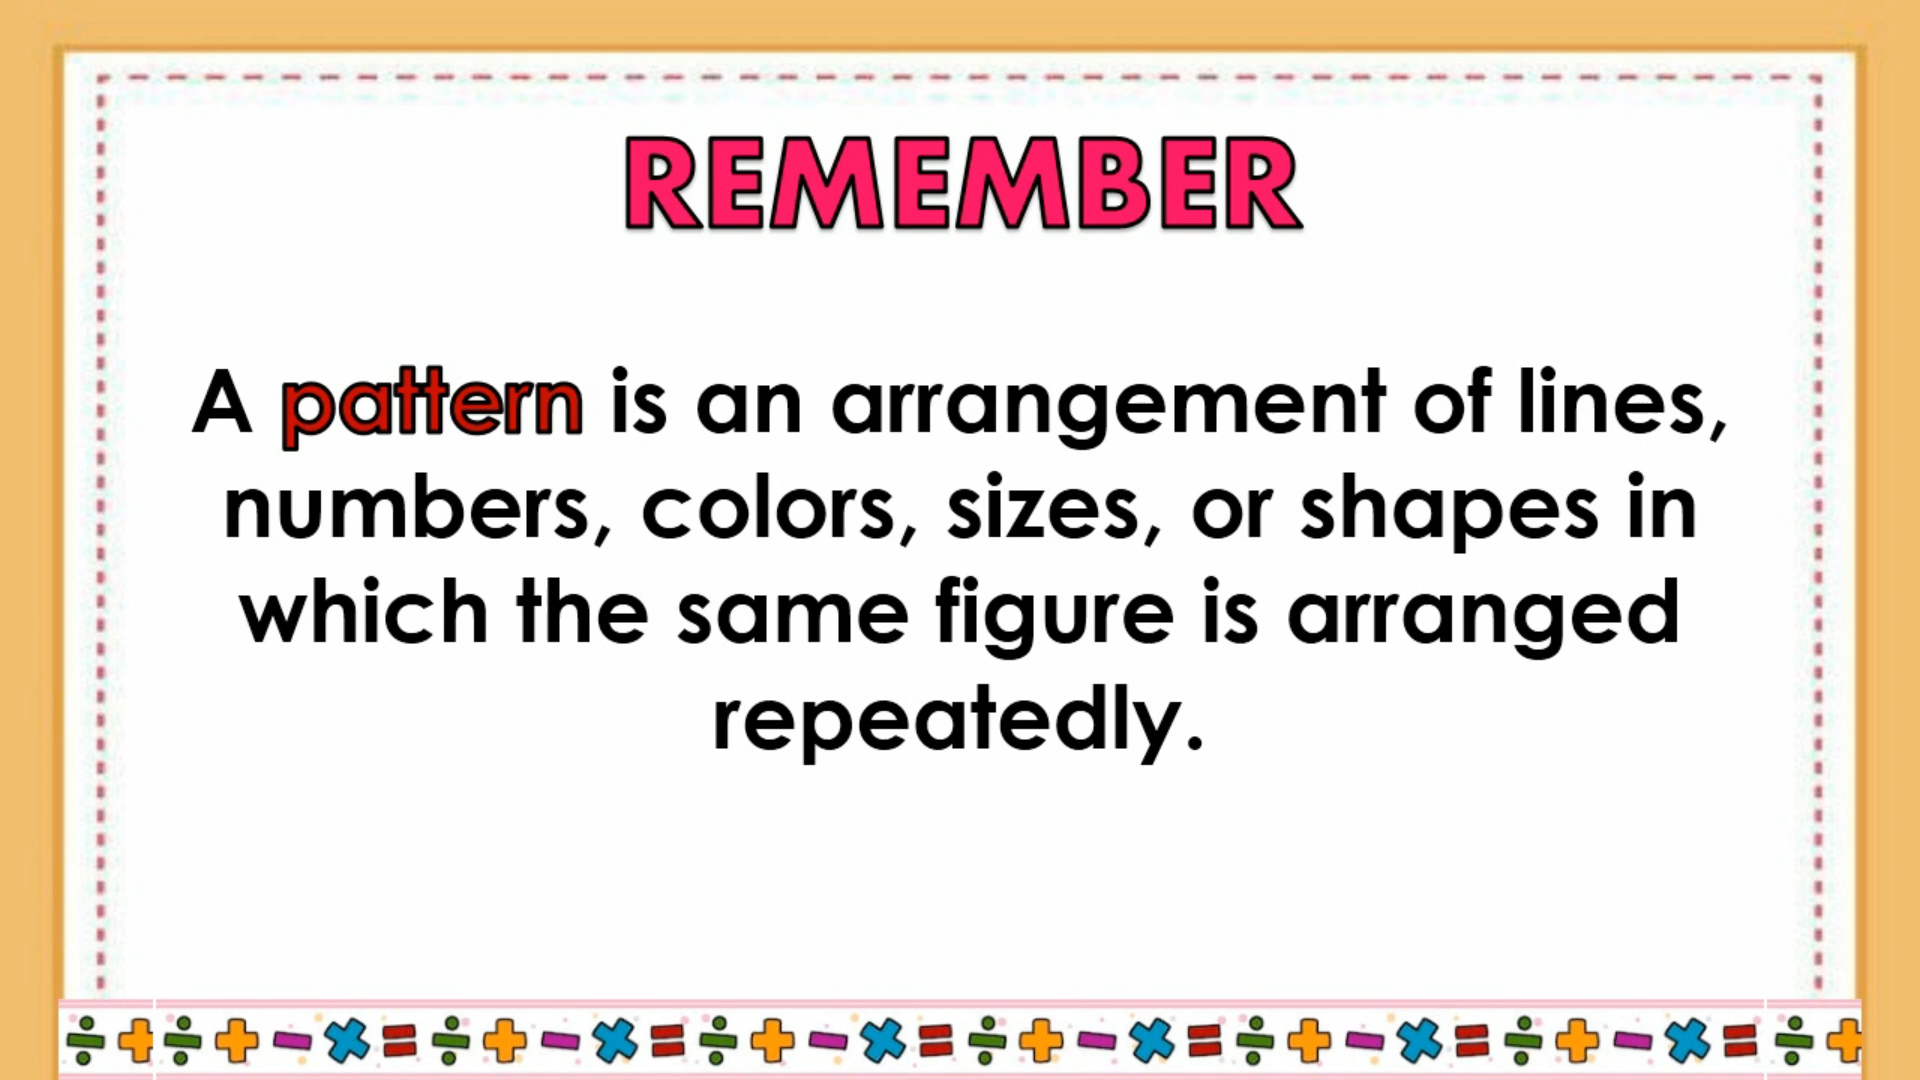 REMEMBER
A pattern is an arrangement of lines,
numbers, colors, sizes, or shapes in
which the same figure is arranged
repeatedly.